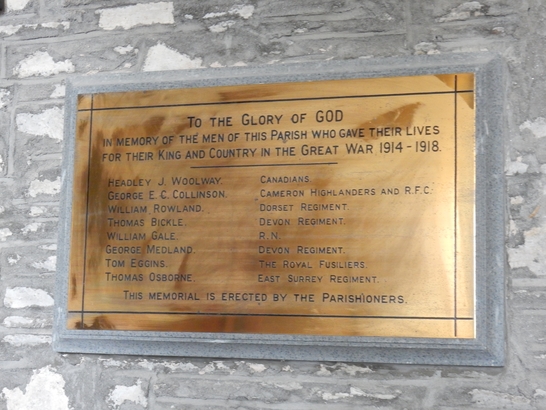 To the Glory of GOD
in memory of the men of this Parish who gave their lives
for their King and Country in the Great War, 1914-1918.
Headley J. Woolway. Canadians.
George E. C. Collinson. Cameron Highlanders and R.F.C.
William Rowland. Dorset Regiment.
Thomas Bickle. Devon Regiment.
William Gale. R.N.
George Medland. Devon Regiment.
Tom Eggins. The Royal Fusiliers.
Thomas Osborne. East Surrey Regiment.
This memorial is erected by the Parishioners.